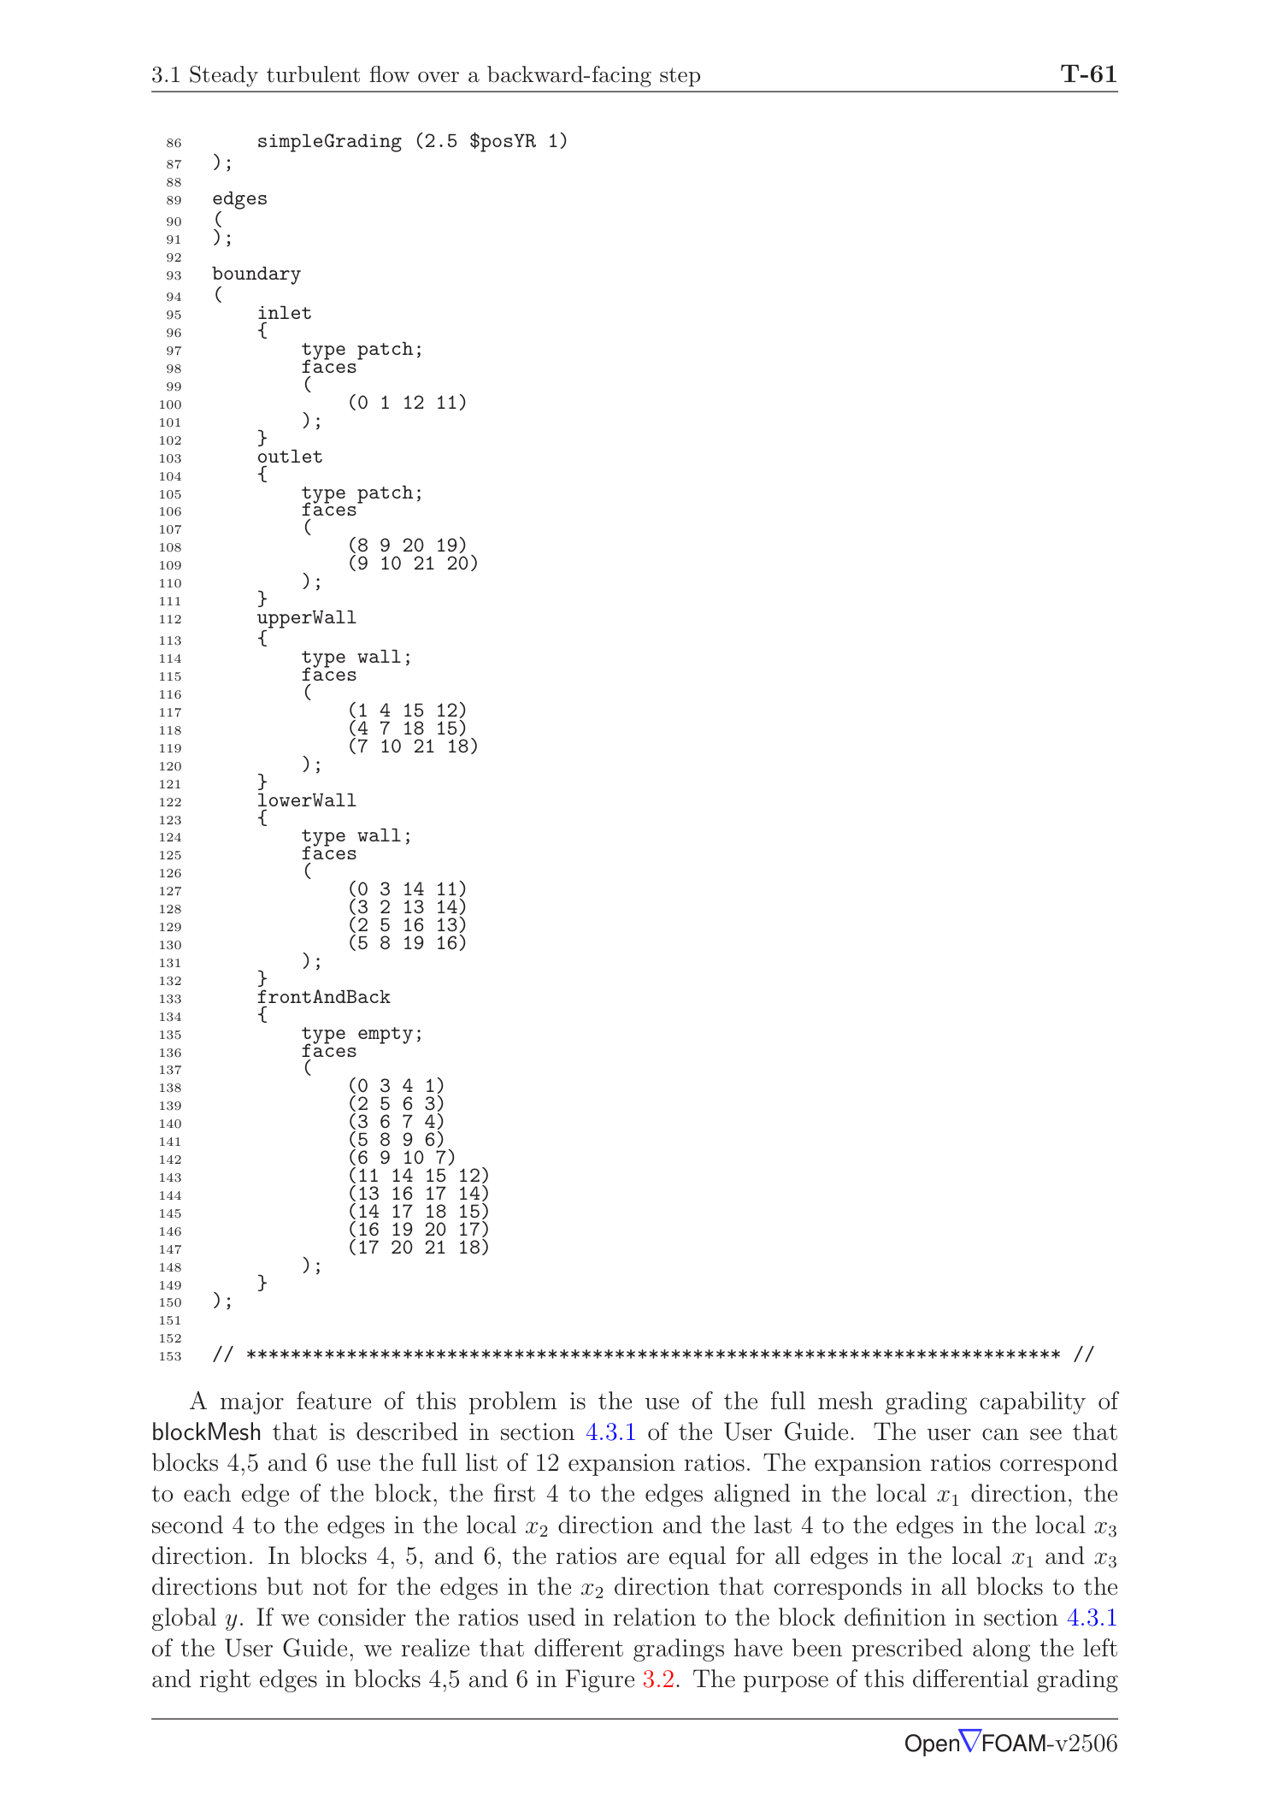 3.1 Steady turbulent flow over a backward-facing step T-61
86 simpleGrading (2.5 $posYR 1)
87 );
88
89 edges
90 (
91 );
92
93 boundary
94 (
95 inlet
96 {
97 type patch;
98 faces
99 (
100 (0 1 12 11)
101 );
102 }
103 outlet
104 {
105 type patch;
106 faces
107 (
108 (8 9 20 19)
109 (9 10 21 20)
110 );
111 }
112 upperWall
113 {
114 type wall;
115 faces
116 (
117 (1 4 15 12)
118 (4 7 18 15)
119 (7 10 21 18)
120 );
121 }
122 lowerWall
123 {
124 type wall;
125 faces
126 (
127 (0 3 14 11)
128 (3 2 13 14)
129 (2 5 16 13)
130 (5 8 19 16)
131 );
132 }
133 frontAndBack
134 {
135 type empty;
136 faces
137 (
138 (0 3 4 1)
139 (2 5 6 3)
140 (3 6 7 4)
141 (5 8 9 6)
142 (6 9 10 7)
143 (11 14 15 12)
144 (13 16 17 14)
145 (14 17 18 15)
146 (16 19 20 17)
147 (17 20 21 18)
148 );
149 }
150 );
151
152
153 // ************************************************************************* //
A major feature of this problem is the use of the full mesh grading capability of
blockMesh that is described in section 4.3.1 of the User Guide. The user can see that
blocks 4,5 and 6 use the full list of 12 expansion ratios. The expansion ratios correspond
to each edge of the block, the first 4 to the edges aligned in the local x₁ direction, the
second 4 to the edges in the local x₂ direction and the last 4 to the edges in the local x₃
direction. In blocks 4, 5, and 6, the ratios are equal for all edges in the local x₁ and x₃
directions but not for the edges in the x₂ direction that corresponds in all blocks to the
global y. If we consider the ratios used in relation to the block definition in section 4.3.1
of the User Guide, we realize that different gradings have been prescribed along the left
and right edges in blocks 4,5 and 6 in Figure 3.2. The purpose of this differential grading
Open∇FOAM-v2506